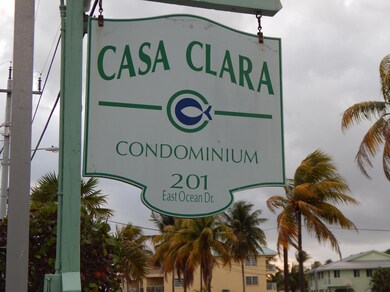 CASA CLARA
CONDOMINIUM
201
East Ocean Dr.